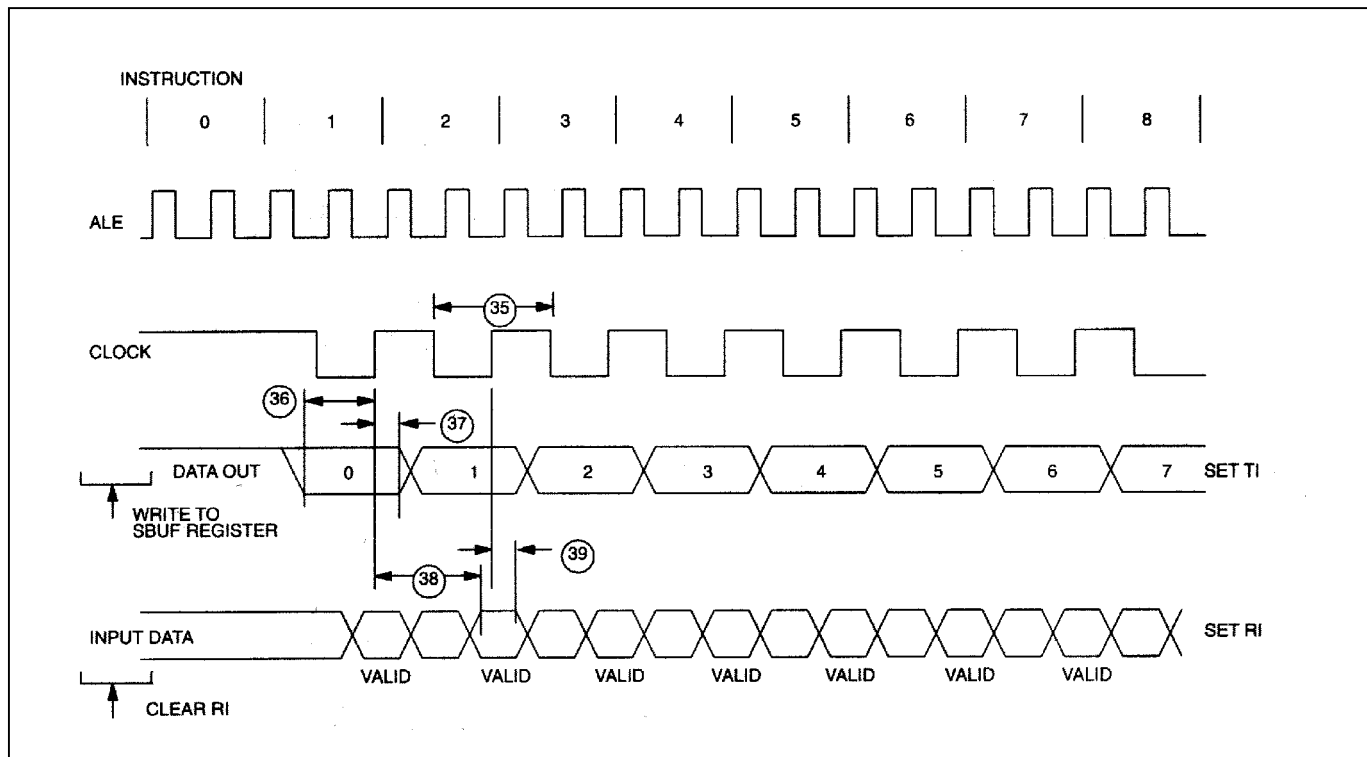 INSTRUCTION
0 1 2 3 4 5 6 7 8
ALE
35
CLOCK
36
37
DATA OUT 0 1 2 3 4 5 6 7 SET TI
WRITE TO
SBUF REGISTER
39
38
INPUT DATA SET RI
VALID VALID VALID VALID VALID VALID VALID
CLEAR RI